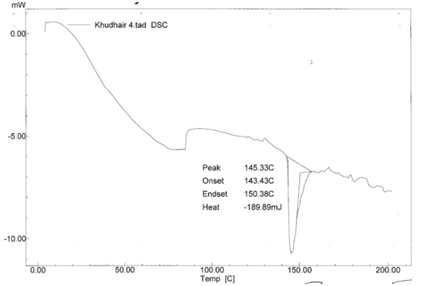 mW
Khudhair 4.tad DSC
0.00
-5.00
Peak 145.33C
Onset 143.43C
Endset 150.38C
Heat -189.89mJ
-10.00
0.00 50.00 100.00 150.00 200.00
Temp [C]